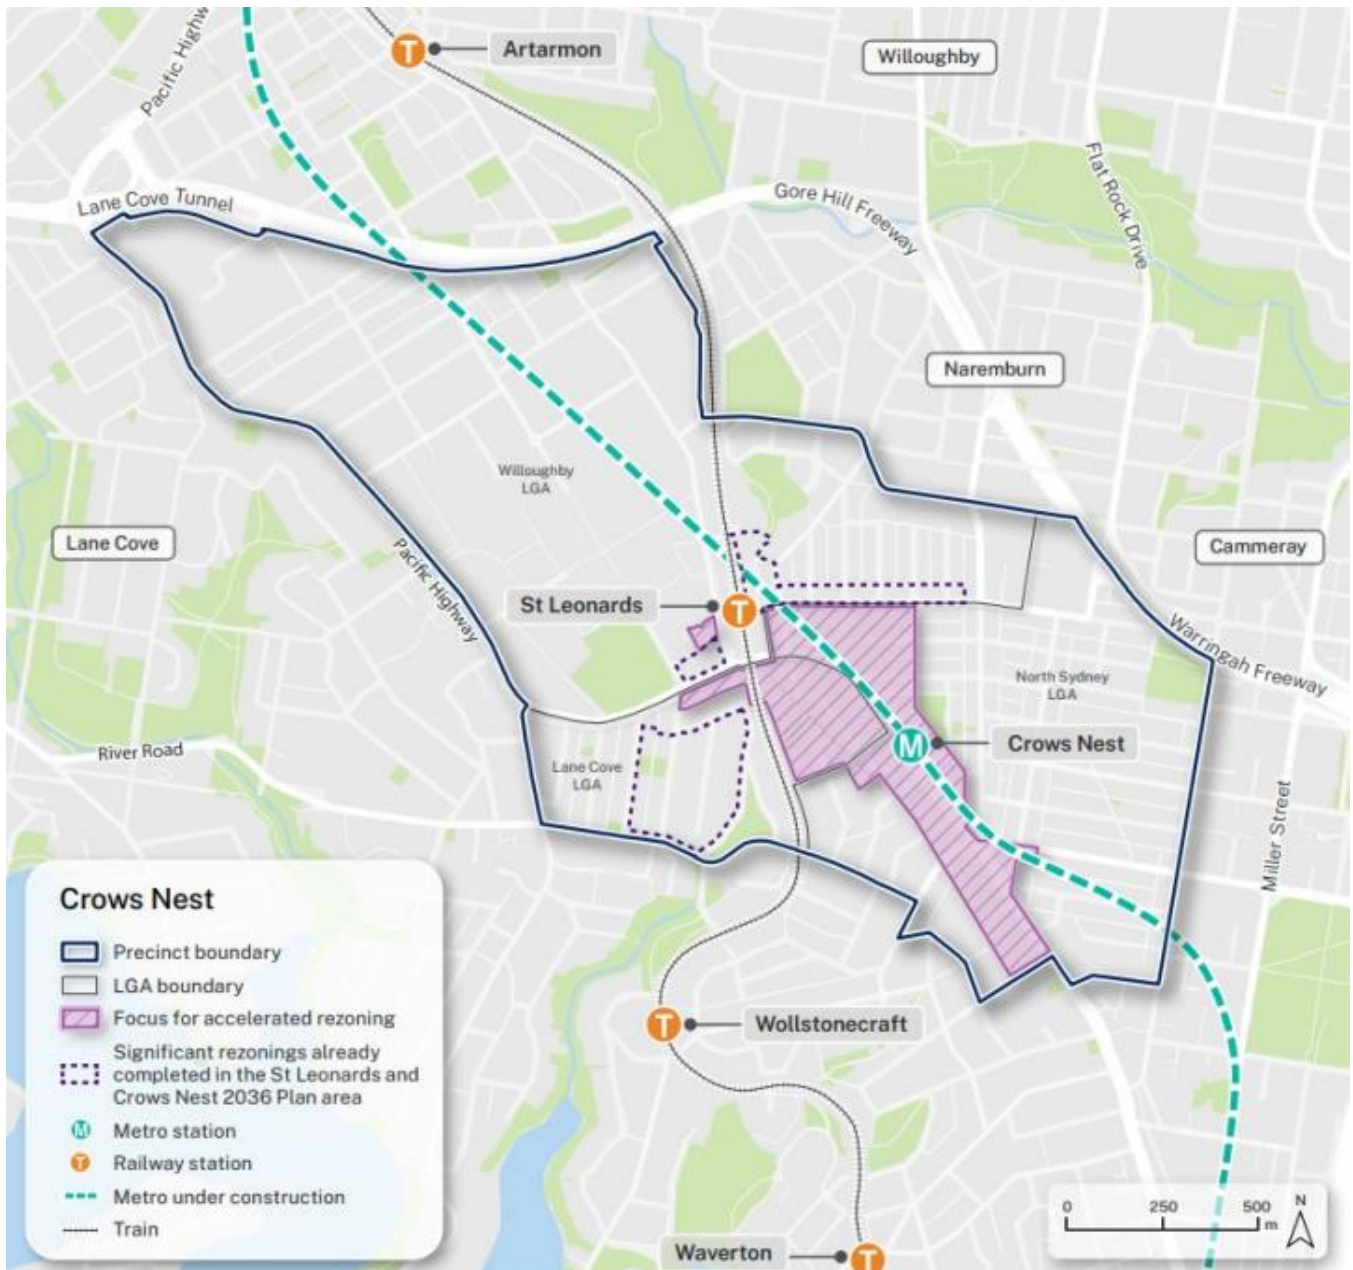 Pacific Highw
Artarmon
Willoughby
Flat Rock Drive
Lane Cove Tunnel
Gore Hill Freeway
Naremburn
Willoughby
LGA
Lane Cove
Pacific Highway
Cammeray
St Leonards
Warringah Freeway
North Sydney
LGA
Crows Nest
River Road
Lane Cove
LGA
Miller Street
Wollstonecraft
Waverton
Crows Nest
Precinct boundary
LGA boundary
Focus for accelerated rezoning
Significant rezonings already
completed in the St Leonards and
Crows Nest 2036 Plan area
M Metro station
T Railway station
Metro under construction
Train
T
T
M
T
T
0 250 500
m
N